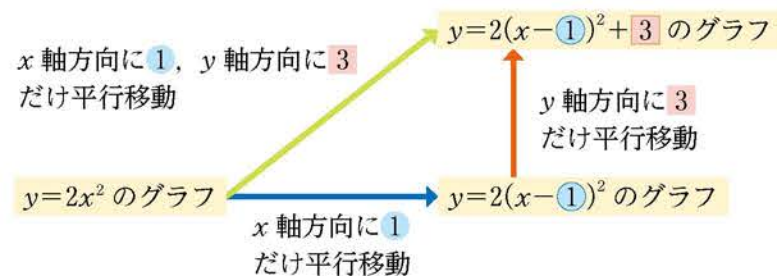 y=2(x-①)²+3 のグラフ
x 軸方向に①, y 軸方向に 3
だけ平行移動
y 軸方向に 3
だけ平行移動
y=2x² のグラフ
y=2(x-①)² のグラフ
x 軸方向に①
だけ平行移動